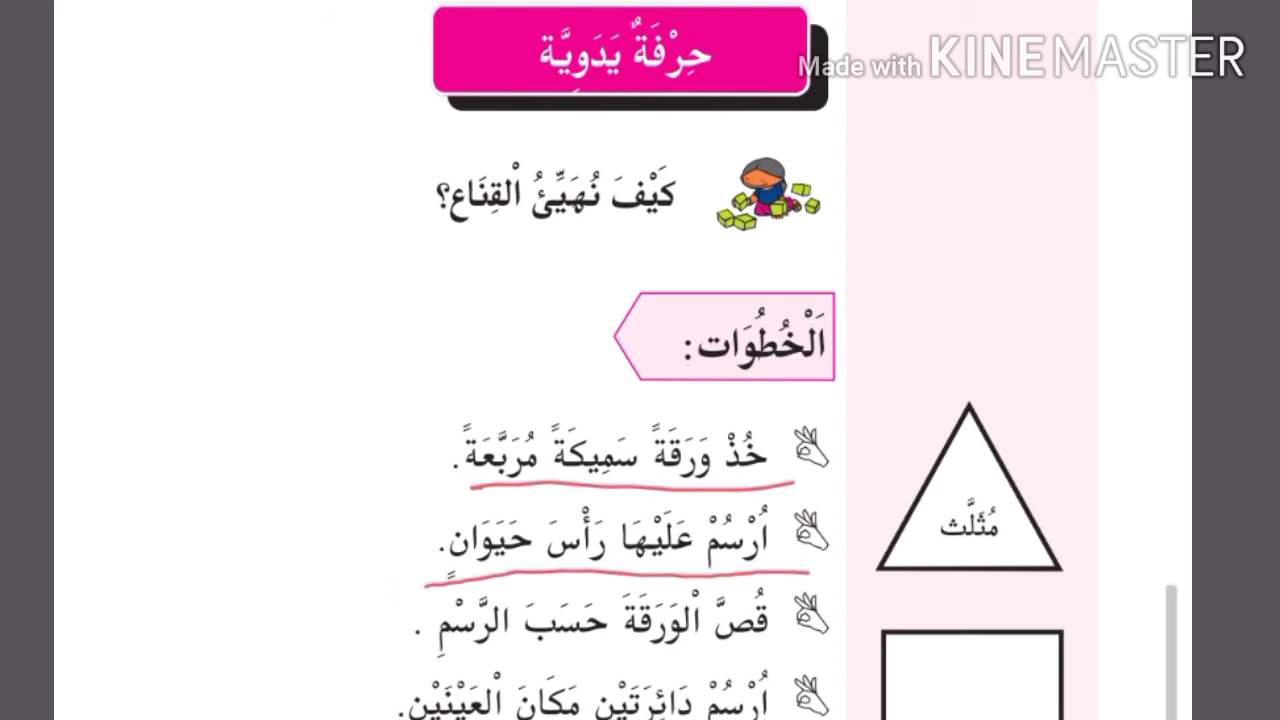 حِرْفَةٌ يَدَوِيَّة
Made with KINEMASTER
كَيْفَ نُهَيِّئُ الْقِنَاع؟
اَلْخُطُوَات:
خُذْ وَرَقَةً سَمِيكَةً مُرَبَّعَةً.
اُرْسُمْ عَلَيْهَا رَأْسَ حَيَوَانٍ.
مُثَلَّث
قُصَّ الْوَرَقَةَ حَسَبَ الرَّسْمِ .
اُرْسُمْ دَائِرَتَيْنِ مَكَانَ الْعَيْنَيْنِ.